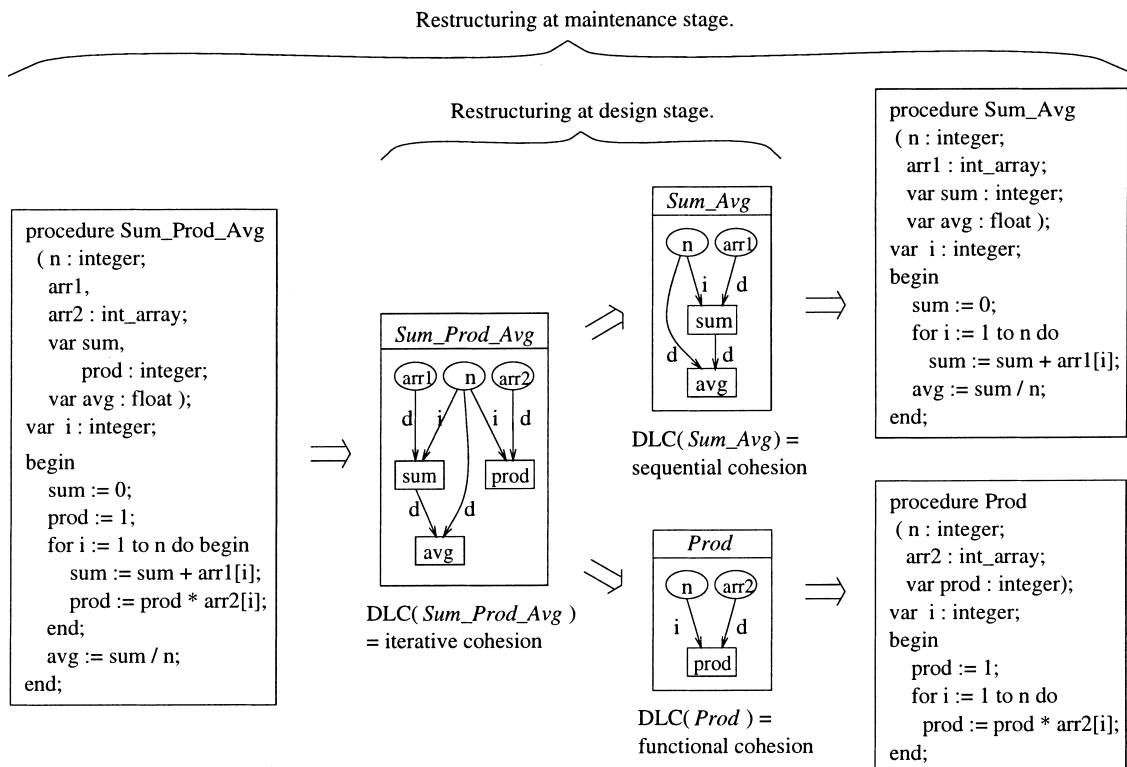 Restructuring at maintenance stage.
Restructuring at design stage.
procedure Sum_Prod_Avg
( n : integer;
arr1,
arr2 : int_array;
var sum,
prod : integer;
var avg : float );
var i : integer;
begin
sum := 0;
prod := 1;
for i := 1 to n do begin
sum := sum + arr1[i];
prod := prod * arr2[i];
end;
avg := sum / n;
end;
Sum_Prod_Avg
arr1 n arr2
d i i d
sum prod
d d
avg
DLC( Sum_Prod_Avg )
= iterative cohesion
Sum_Avg
n arr1
i d
sum
d d
avg
DLC( Sum_Avg ) =
sequential cohesion
Prod
n arr2
i d
prod
DLC( Prod ) =
functional cohesion
procedure Sum_Avg
( n : integer;
arr1 : int_array;
var sum : integer;
var avg : float );
var i : integer;
begin
sum := 0;
for i := 1 to n do
sum := sum + arr1[i];
avg := sum / n;
end;
procedure Prod
( n : integer;
arr2 : int_array;
var prod : integer);
var i : integer;
begin
prod := 1;
for i := 1 to n do
prod := prod * arr2[i];
end;